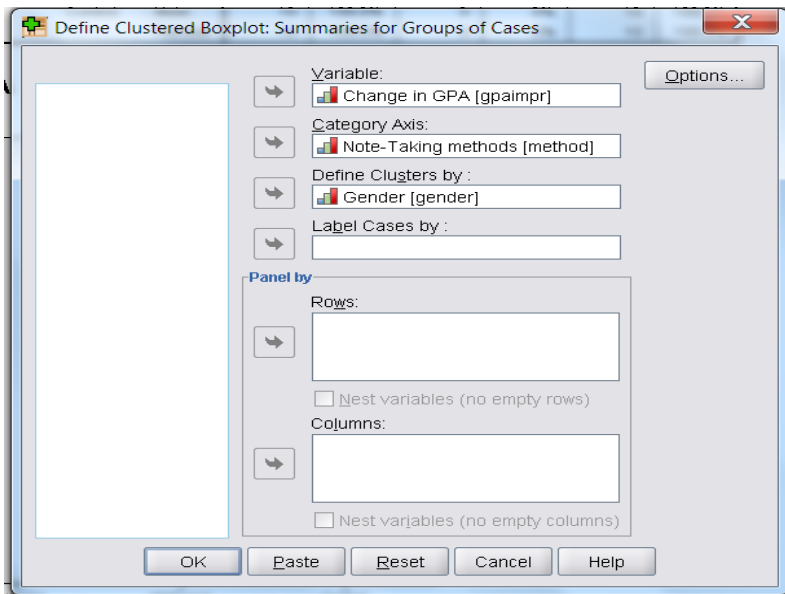 Define Clustered Boxplot: Summaries for Groups of Cases
Variable:
Change in GPA [gpaimpr]
Options...
Category Axis:
Note-Taking methods [method]
Define Clusters by :
Gender [gender]
Label Cases by :
Panel by
Rows:
Nest variables (no empty rows)
Columns:
Nest variables (no empty columns)
OK
Paste
Reset
Cancel
Help